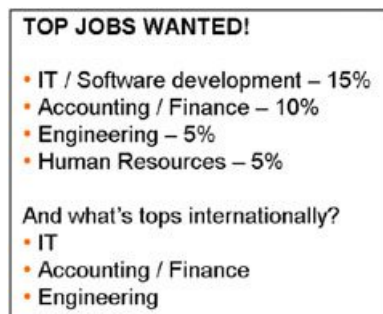 TOP JOBS WANTED!
• IT / Software development – 15%
• Accounting / Finance – 10%
• Engineering – 5%
• Human Resources – 5%
And what's tops internationally?
• IT
• Accounting / Finance
• Engineering